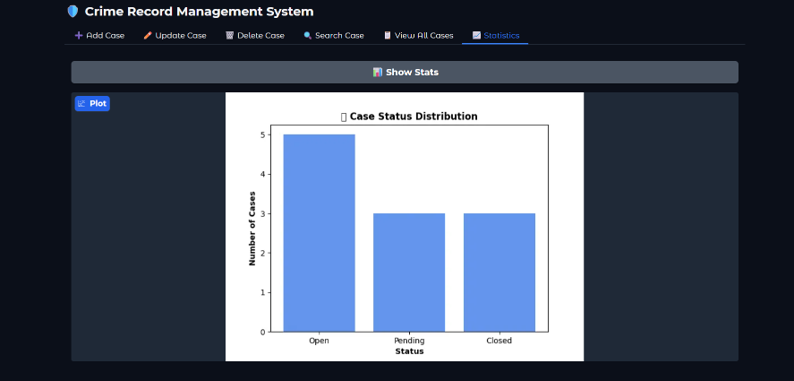 Crime Record Management System
Add Case Update Case Delete Case Search Case View All Cases Statistics
Show Stats
Plot
Case Status Distribution
5
4
3
2
1
0
Number of Cases
Open Pending Closed
Status